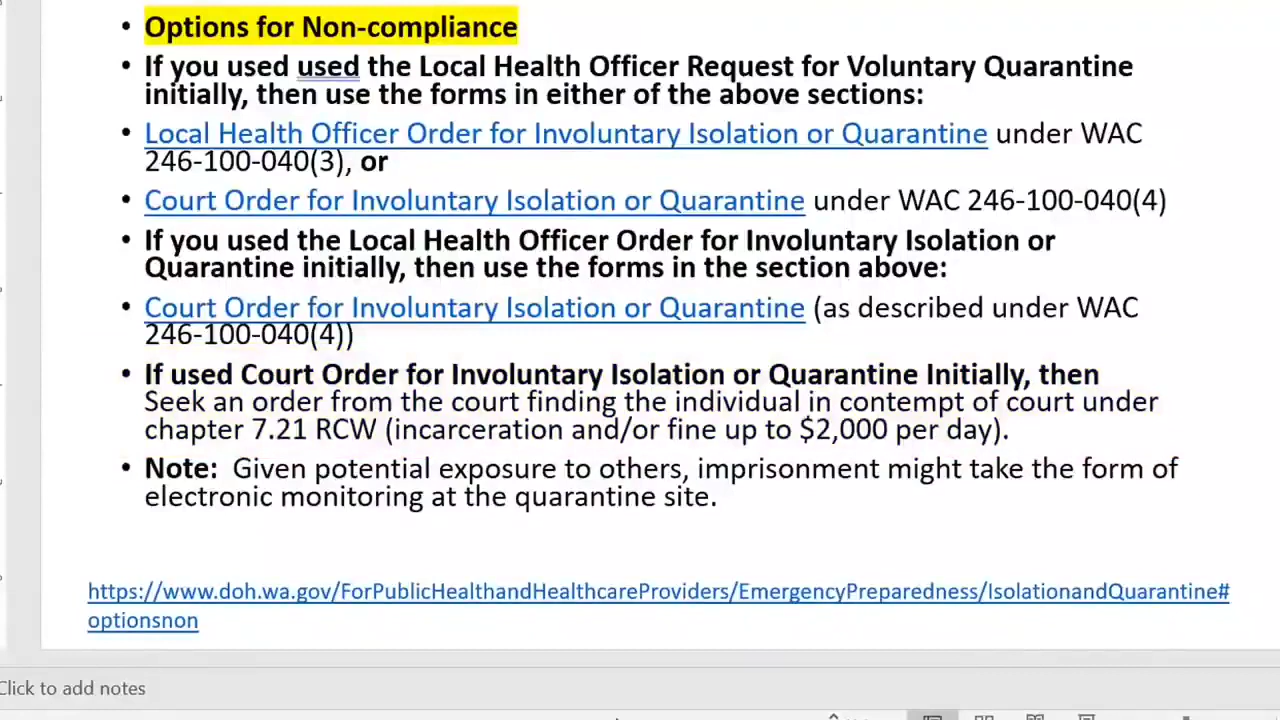 • Options for Non-compliance
• If you used used the Local Health Officer Request for Voluntary Quarantine
initially, then use the forms in either of the above sections:
• Local Health Officer Order for Involuntary Isolation or Quarantine under WAC
246-100-040(3), or
• Court Order for Involuntary Isolation or Quarantine under WAC 246-100-040(4)
• If you used the Local Health Officer Order for Involuntary Isolation or
Quarantine initially, then use the forms in the section above:
• Court Order for Involuntary Isolation or Quarantine (as described under WAC
246-100-040(4))
• If used Court Order for Involuntary Isolation or Quarantine Initially, then
Seek an order from the court finding the individual in contempt of court under
chapter 7.21 RCW (incarceration and/or fine up to $2,000 per day).
• Note: Given potential exposure to others, imprisonment might take the form of
electronic monitoring at the quarantine site.
https://www.doh.wa.gov/ForPublicHealthandHealthcareProviders/EmergencyPreparedness/IsolationandQuarantine#
optionsnon
Click to add notes